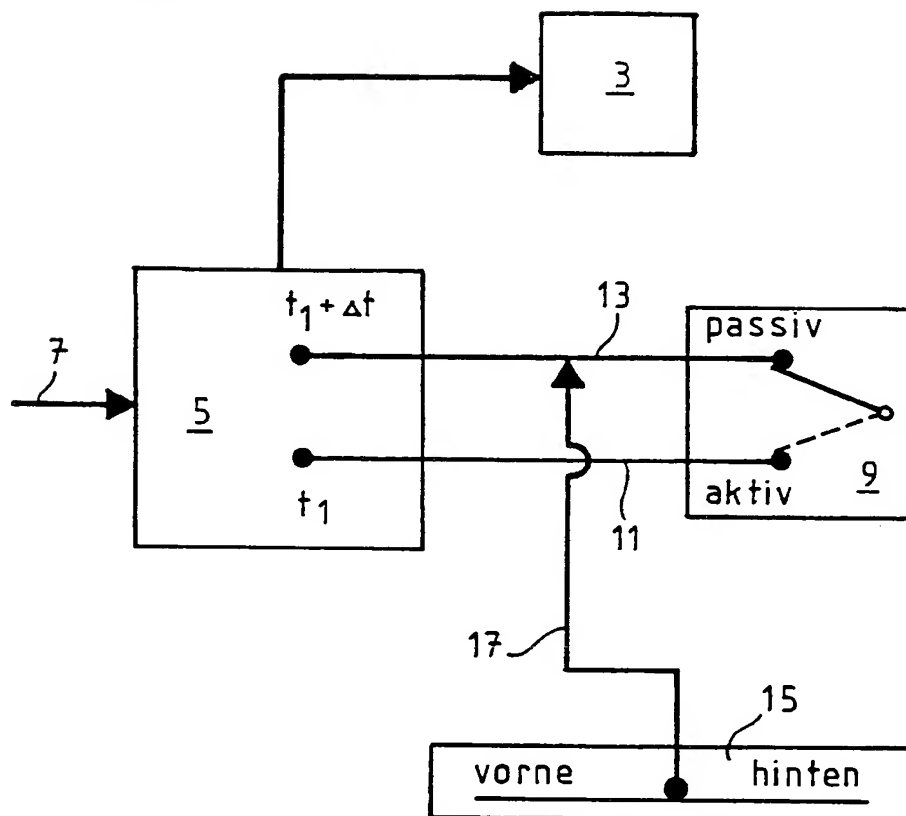 3
t₁ + Δt
13
passiv
7
5
t₁
11
aktiv
9
17
15
vorne hinten